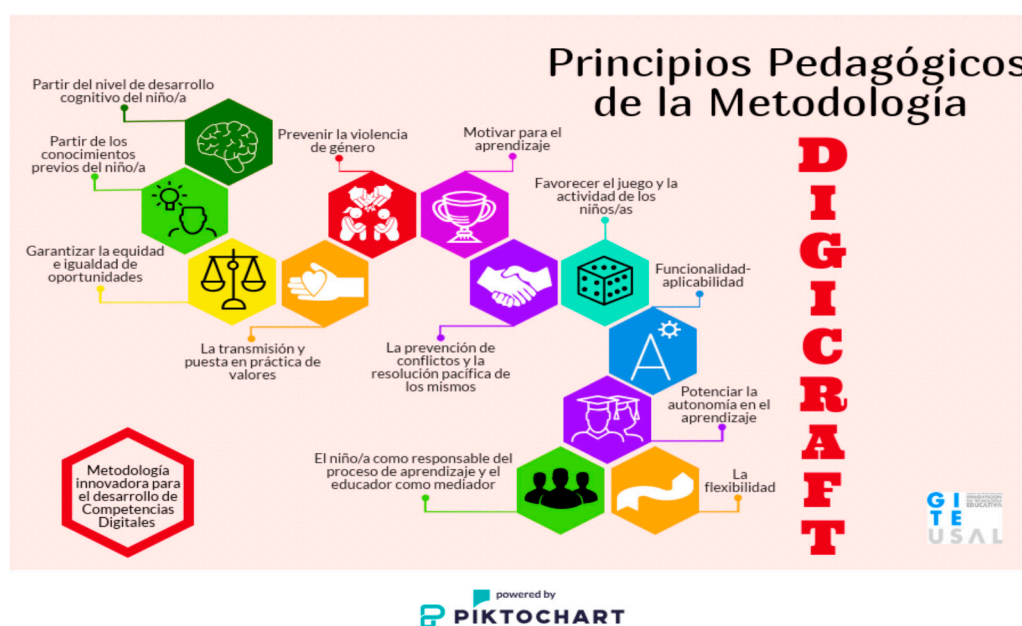 Principios Pedagógicos
de la Metodología
DIGICRAFT
Partir del nivel de desarrollo
cognitivo del niño/a
Partir de los
conocimientos
previos del niño/a
Garantizar la equidad
e igualdad de
oportunidades
La transmisión y
puesta en práctica de
valores
Prevenir la violencia
de género
Motivar para el
aprendizaje
La prevención de
conflictos y la
resolución pacífica de
los mismos
Favorecer el juego y la
actividad de los
niños/as
Funcionalidad-
aplicabilidad
A
Potenciar la
autonomía en el
aprendizaje
La
flexibilidad
El niño/a como responsable del
proceso de aprendizaje y el
educador como mediador
Metodología
innovadora para
el desarrollo de
Competencias
Digitales
GI
TE
EDUCATIVA
USAL
powered by
PIKTOCHART